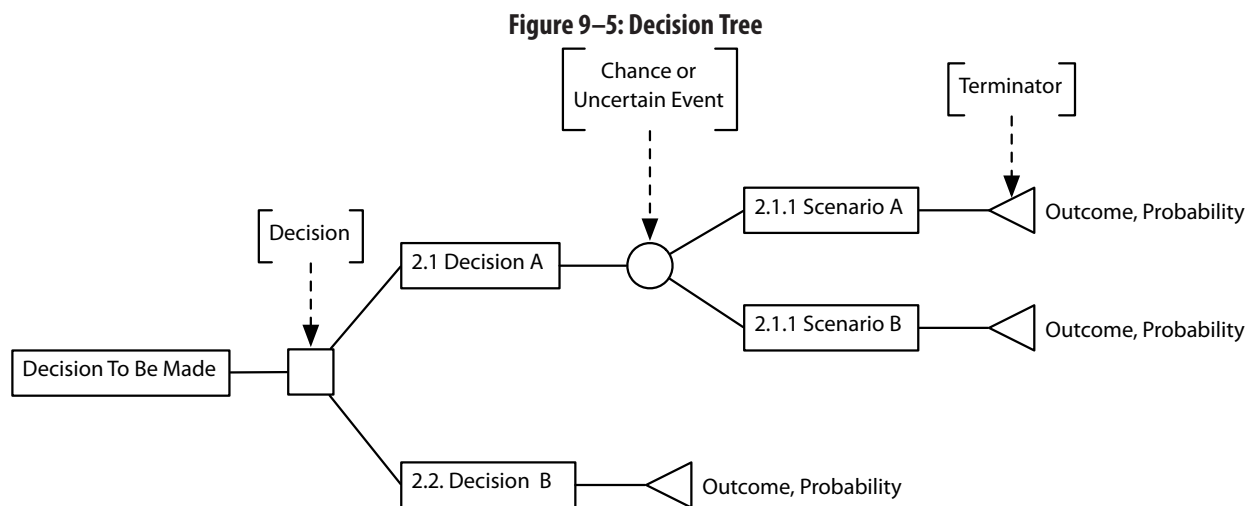 Figure 9–5: Decision Tree
Chance or
Uncertain Event
Terminator
Decision
2.1.1 Scenario A
Outcome, Probability
2.1 Decision A
2.1.1 Scenario B
Outcome, Probability
Decision To Be Made
2.2. Decision B
Outcome, Probability